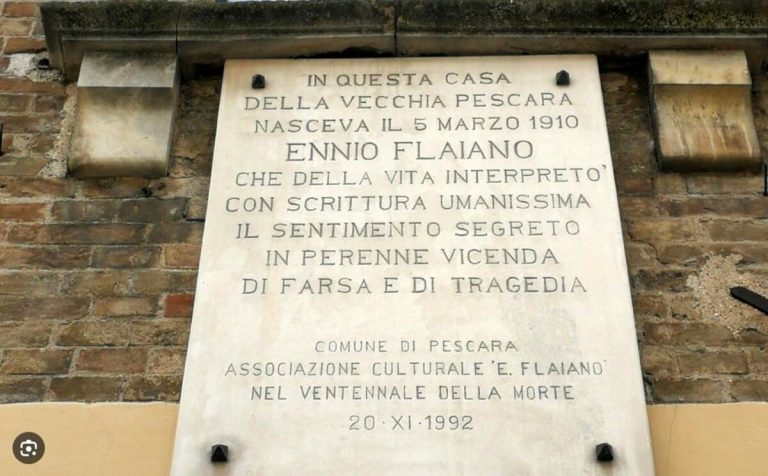 IN QUESTA CASA
DELLA VECCHIA PESCARA
NASCEVA IL 5 MARZO 1910
ENNIO FLAIANO
CHE DELLA VITA INTERPRETO'
CON SCRITTURA UMANISSIMA
IL SENTIMENTO SEGRETO
IN PERENNE VICENDA
DI FARSA E DI TRAGEDIA
COMUNE DI PESCARA
ASSOCIAZIONE CULTURALE 'E. FLAIANO'
NEL VENTENNALE DELLA MORTE
20·XI·1992